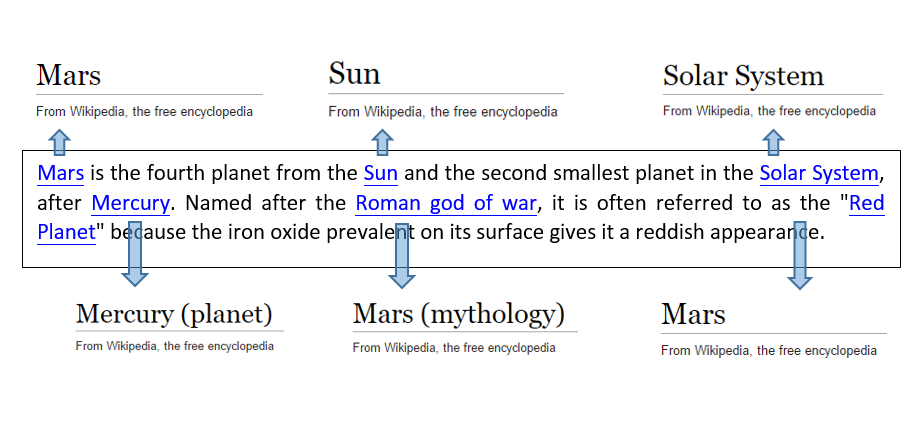 Mars
Sun
Solar System
From Wikipedia, the free encyclopedia
From Wikipedia, the free encyclopedia
From Wikipedia, the free encyclopedia
Mars is the fourth planet from the Sun and the second smallest planet in the Solar System,
after Mercury. Named after the Roman god of war, it is often referred to as the "Red
Planet" because the iron oxide prevalent on its surface gives it a reddish appearance.
Mercury (planet)
Mars (mythology)
Mars
From Wikipedia, the free encyclopedia
From Wikipedia, the free encyclopedia
From Wikipedia, the free encyclopedia